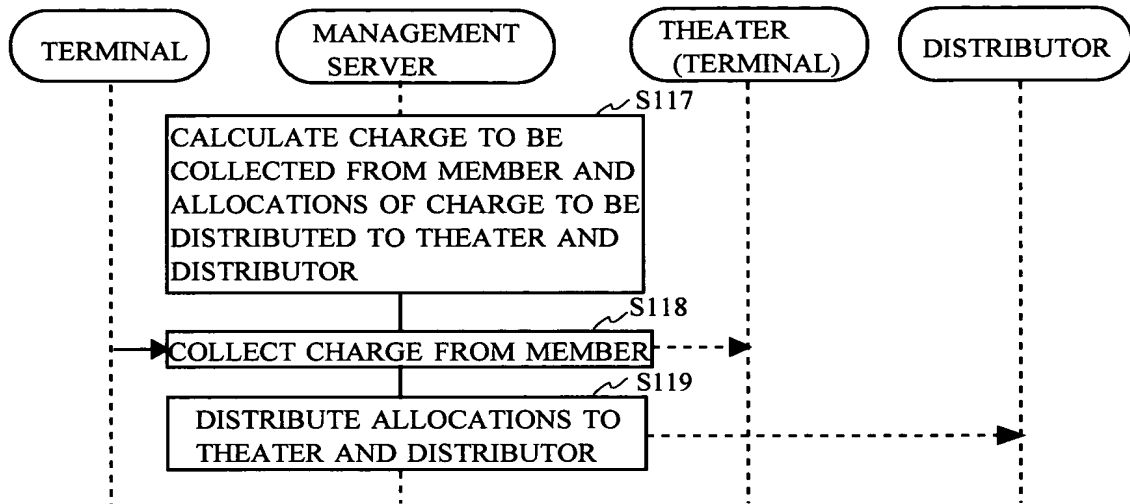 TERMINAL
MANAGEMENT
SERVER
THEATER
(TERMINAL)
DISTRIBUTOR
S117
CALCULATE CHARGE TO BE
COLLECTED FROM MEMBER AND
ALLOCATIONS OF CHARGE TO BE
DISTRIBUTED TO THEATER AND
DISTRIBUTOR
S118
COLLECT CHARGE FROM MEMBER
S119
DISTRIBUTE ALLOCATIONS TO
THEATER AND DISTRIBUTOR